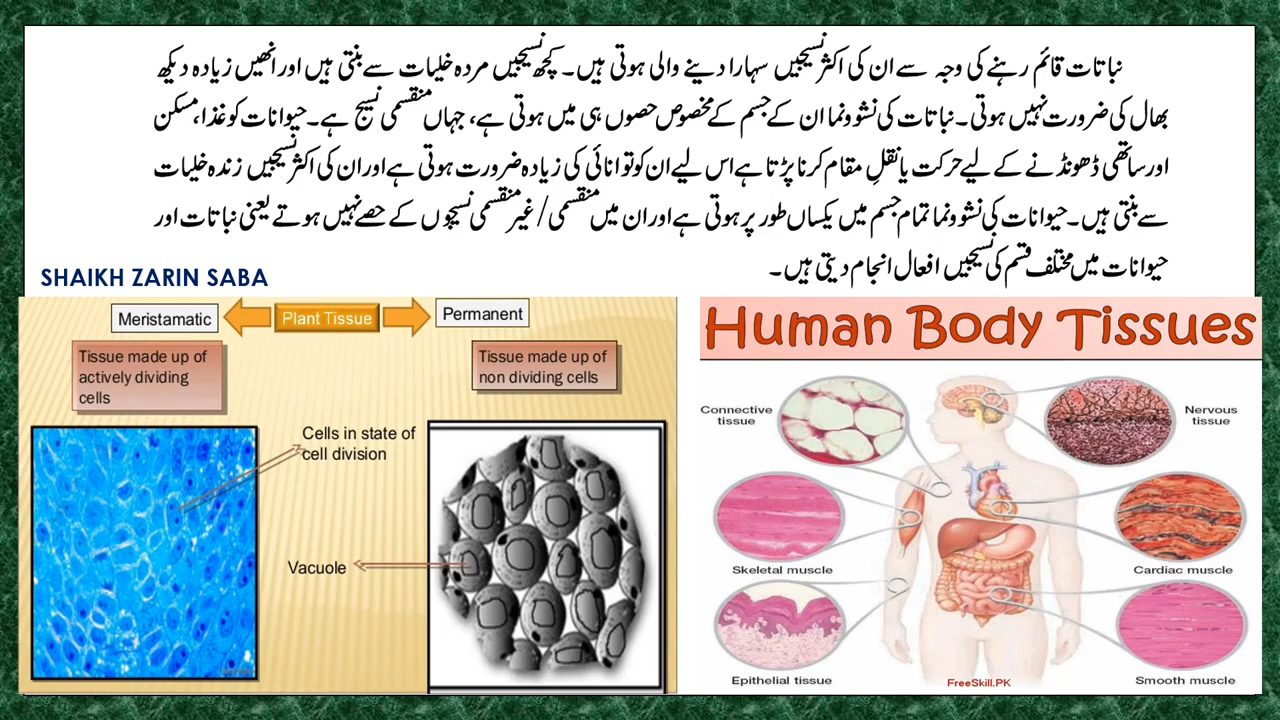 نباتات قائم رہنے کی وجہ سے ان کی اکثر نسیجیں سہارا دینے والی ہوتی ہیں۔ کچھ نسیجیں مردہ خلیات سے بنتی ہیں اور انھیں زیادہ دیکھ
بھال کی ضرورت نہیں ہوتی۔ نباتات کی نشوونما ان کے جسم کے مخصوص حصوں ہی میں ہوتی ہے، جہاں منقسمی نسیج ہے۔ حیوانات کو غذا، مسکن
اور ساتھی ڈھونڈنے کے لیے حرکت یا نقلِ مقام کرنا پڑتا ہے اس لیے ان کو توانائی کی زیادہ ضرورت ہوتی ہے اور ان کی اکثر نسیجیں زندہ خلیات
سے بنتی ہیں۔ حیوانات کی نشوونما تمام جسم میں یکساں طور پر ہوتی ہے اور ان میں منقسمی/غیر منقسمی نسیجوں کے حصے نہیں ہوتے یعنی نباتات اور
حیوانات میں مختلف قسم کی نسیجیں افعال انجام دیتی ہیں۔
SHAIKH ZARIN SABA
Meristamatic
Plant Tissue
Permanent
Tissue made up of
actively dividing
cells
Tissue made up of
non dividing cells
Cells in state of
cell division
Vacuole
Human Body Tissues
Connective
tissue
Nervous
tissue
Skeletal muscle
Cardiac muscle
Epithelial tissue
Smooth muscle
FreeSkill.PK